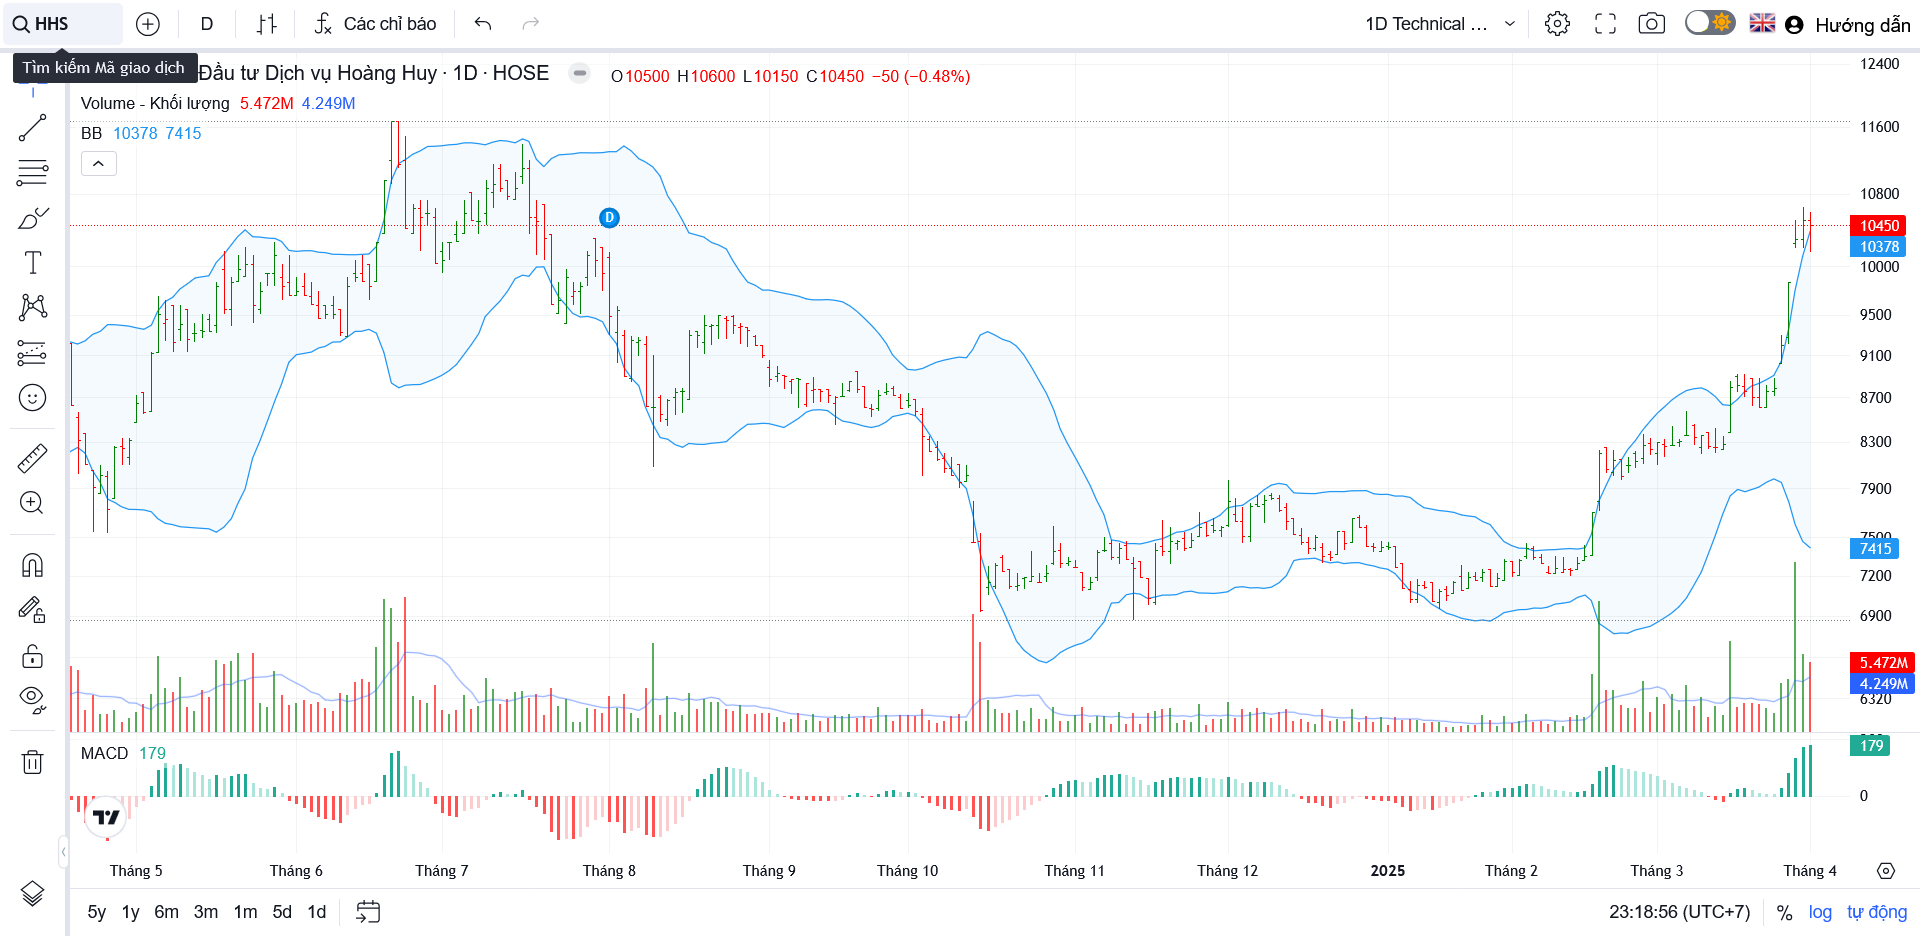 HHS
D
Các chỉ báo
1D Technical ...
Hướng dẫn
Tìm kiếm Mã giao dịch
Đầu tư Dịch vụ Hoàng Huy · 1D · HOSE
O10500 H10600 L10150 C10450 −50 (−0.48%)
Volume - Khối lượng 5.472M 4.249M
BB 10378 7415
D
12400
11600
10800
10450
10378
10000
9500
9100
8700
8300
7900
7500
7415
7200
6900
5.472M
4.249M
6320
MACD 179
179
0
Tháng 5 Tháng 6 Tháng 7 Tháng 8 Tháng 9 Tháng 10 Tháng 11 Tháng 12 2025 Tháng 2 Tháng 3 Tháng 4
5y 1y 6m 3m 1m 5d 1d
23:18:56 (UTC+7) % log tự động